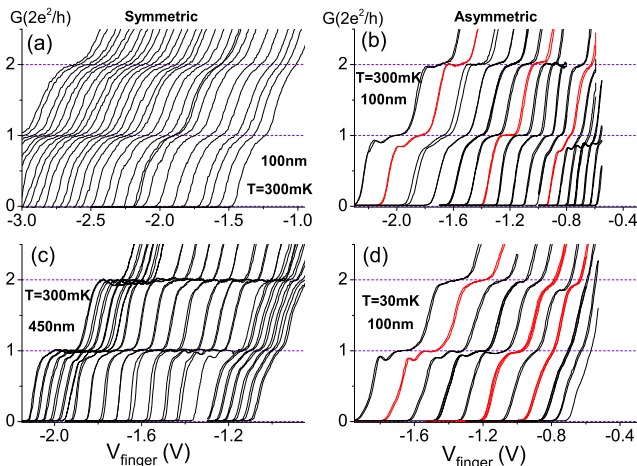 G(2e²/h) Symmetric G(2e²/h) Asymmetric
(a) (b)
2 2
T=300mK
100nm
1 1
100nm
T=300mK
0 0
-3.0 -2.5 -2.0 -1.5 -1.0 -2.0 -1.6 -1.2 -0.8 -0.4
(c) (d)
2 2
T=300mK T=30mK
450nm 100nm
1 1
0 0
-2.0 -1.6 -1.2 -1.6 -1.2 -0.8 -0.4
V_finger (V) V_finger (V)